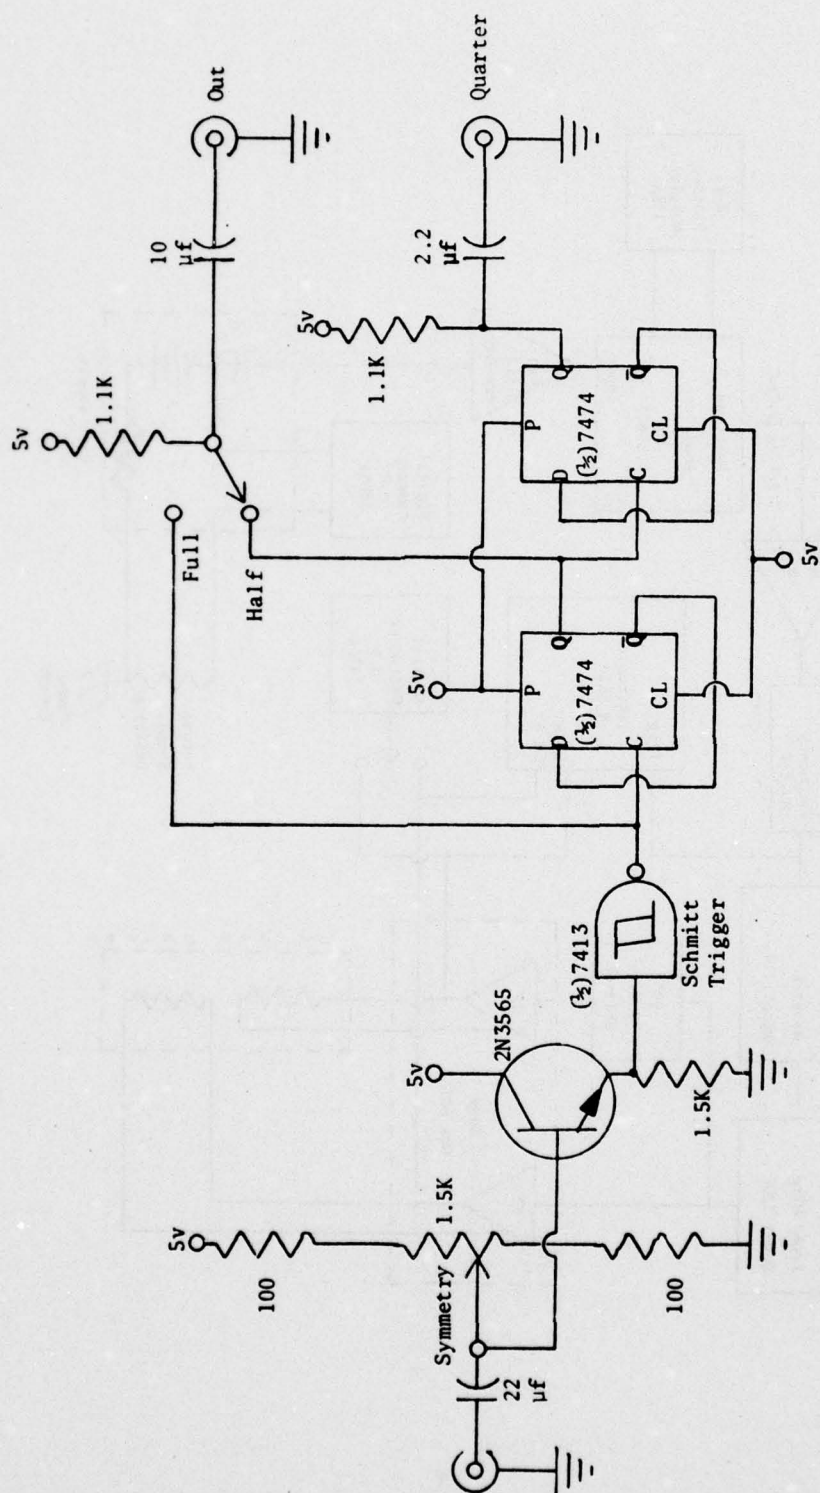 22
μf
Symmetry
5v
100
1.5K
100
5v
2N3565
1.5K
(½)7413
Schmitt
Trigger
5v
P
D
Q
(½)7474
C
Q̅
CL
5v
P
D
Q
(½)7474
C
Q̅
CL
Full
Half
5v
1.1K
10
μf
Out
5v
1.1K
2.2
μf
Quarter